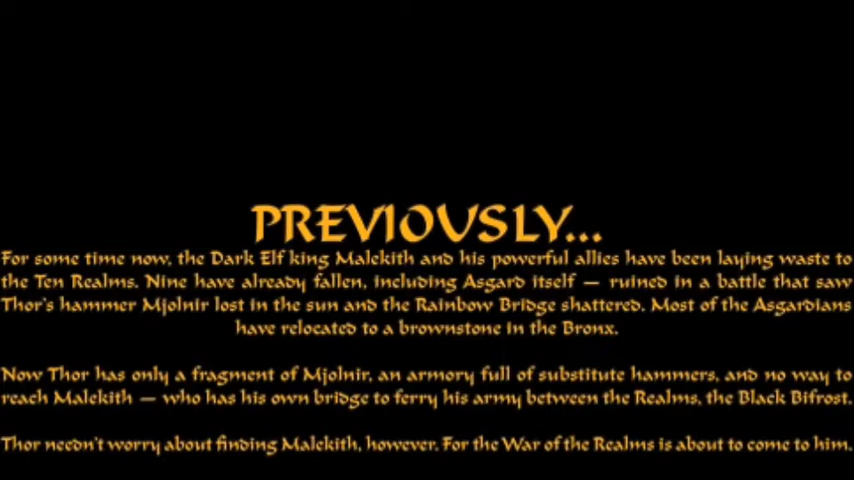 PREVIOUSLY...
For some time now, the Dark Elf king Malekith and his powerful allies have been laying waste to
the Ten Realms. Nine have already fallen, including Asgard itself — ruined in a battle that saw
Thor's hammer Mjolnir lost in the sun and the Rainbow Bridge shattered. Most of the Asgardians
have relocated to a brownstone in the Bronx.
Now Thor has only a fragment of Mjolnir, an armory full of substitute hammers, and no way to
reach Malekith — who has his own bridge to ferry his army between the Realms, the Black Bifrost.
Thor needn't worry about finding Malekith, however. For the War of the Realms is about to come to him.